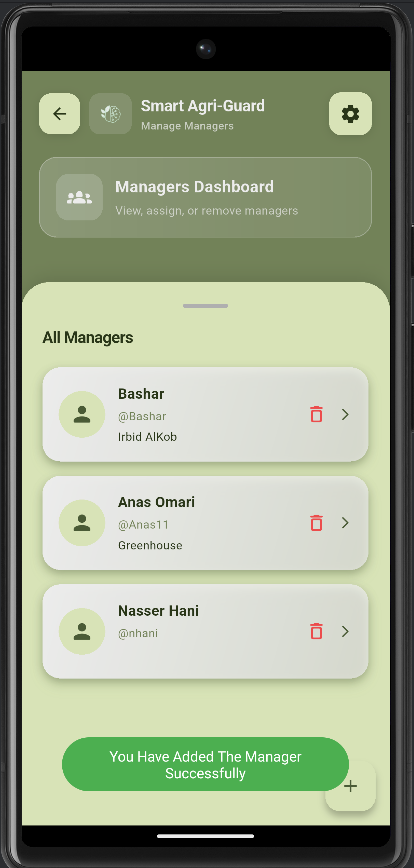 Smart Agri-Guard
Manage Managers
Managers Dashboard
View, assign, or remove managers
All Managers
Bashar
@Bashar
Irbid AlKob
Anas Omari
@Anas11
Greenhouse
Nasser Hani
@nhani
You Have Added The Manager
Successfully
+